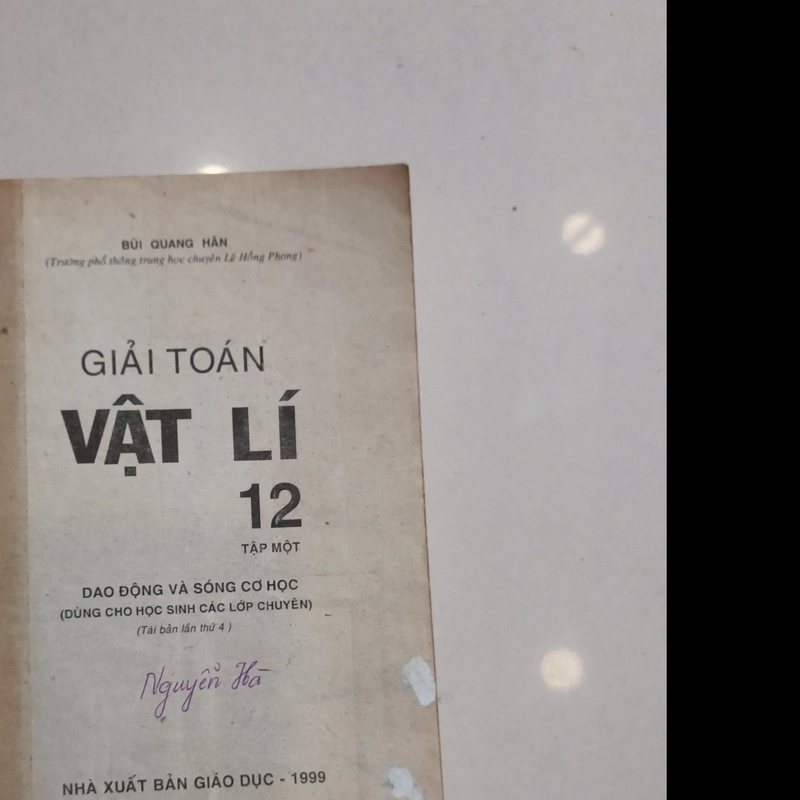 BÙI QUANG HÂN
(Trường phổ thông trung học chuyên Lê Hồng Phong)
GIẢI TOÁN
VẬT LÍ
12
TẬP MỘT
DAO ĐỘNG VÀ SÓNG CƠ HỌC
(DÙNG CHO HỌC SINH CÁC LỚP CHUYÊN)
(Tái bản lần thứ 4)
Nguyễn Hà
NHÀ XUẤT BẢN GIÁO DỤC - 1999